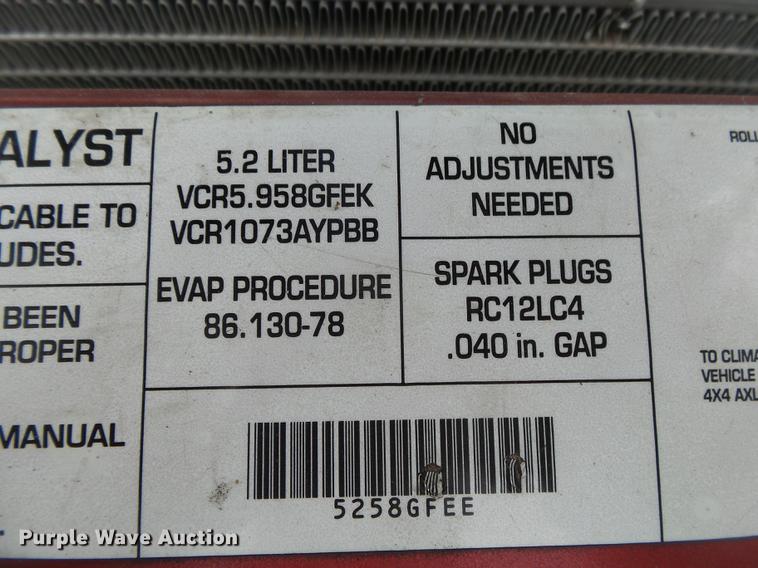 ALYST
CABLE TO
UDES.
BEEN
ROPER
MANUAL
5.2 LITER
VCR5.958GFEK
VCR1073AYPBB
EVAP PROCEDURE
86.130-78
NO
ADJUSTMENTS
NEEDED
SPARK PLUGS
RC12LC4
.040 in. GAP
5258GFEE
ROLL
TO CLIMA
VEHICLE
4X4 AXL
Purple Wave Auction